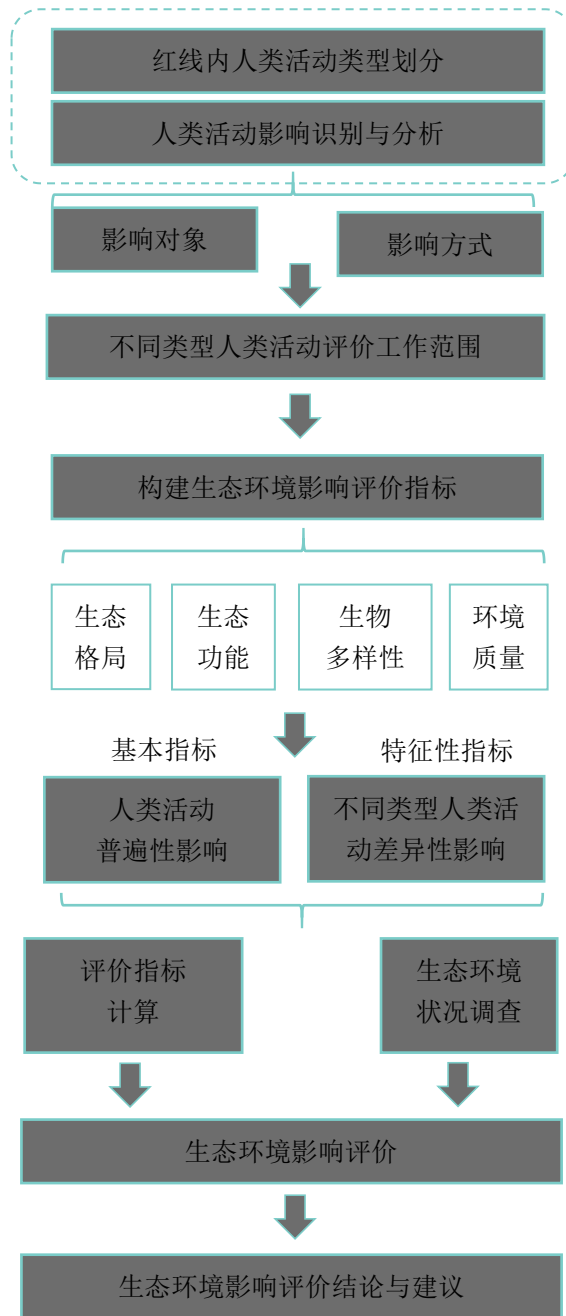 红线内人类活动类型划分
人类活动影响识别与分析
影响对象
影响方式
不同类型人类活动评价工作范围
构建生态环境影响评价指标
生态
格局
生态
功能
生物
多样性
环境
质量
基本指标
特征性指标
人类活动
普遍性影响
不同类型人类活
动差异性影响
评价指标
计算
生态环境
状况调查
生态环境影响评价
生态环境影响评价结论与建议